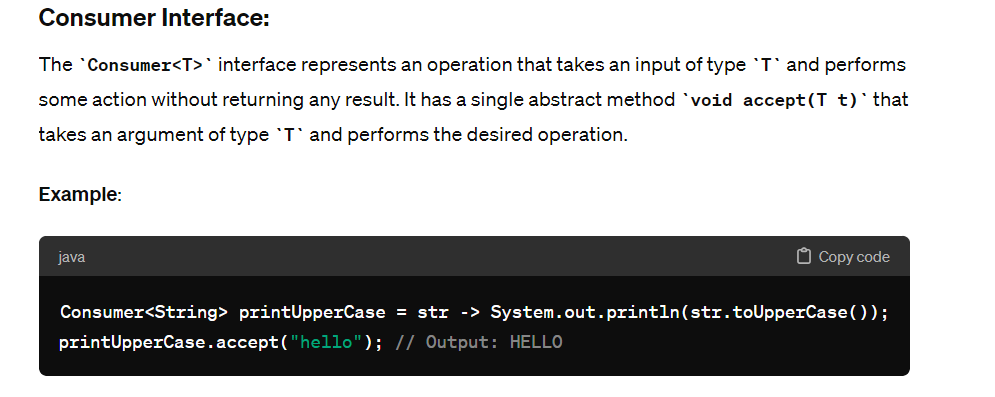 Consumer Interface:
The `Consumer<T>` interface represents an operation that takes an input of type `T` and performs
some action without returning any result. It has a single abstract method `void accept(T t)` that
takes an argument of type `T` and performs the desired operation.
Example:
java Copy code
Consumer<String> printUpperCase = str -> System.out.println(str.toUpperCase());
printUpperCase.accept("hello"); // Output: HELLO